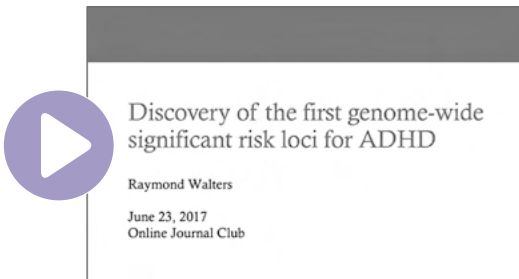 Discovery of the first genome-wide
significant risk loci for ADHD
Raymond Walters
June 23, 2017
Online Journal Club